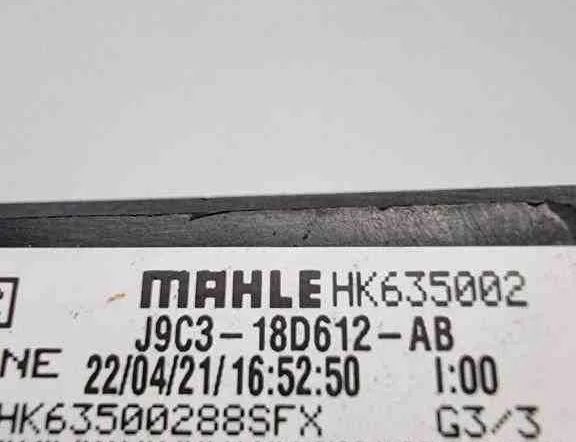 MAHLE HK635002
J9C3-18D612-AB
NE 22/04/21/16:52:50 I:00
HK63500288SFX G3/3